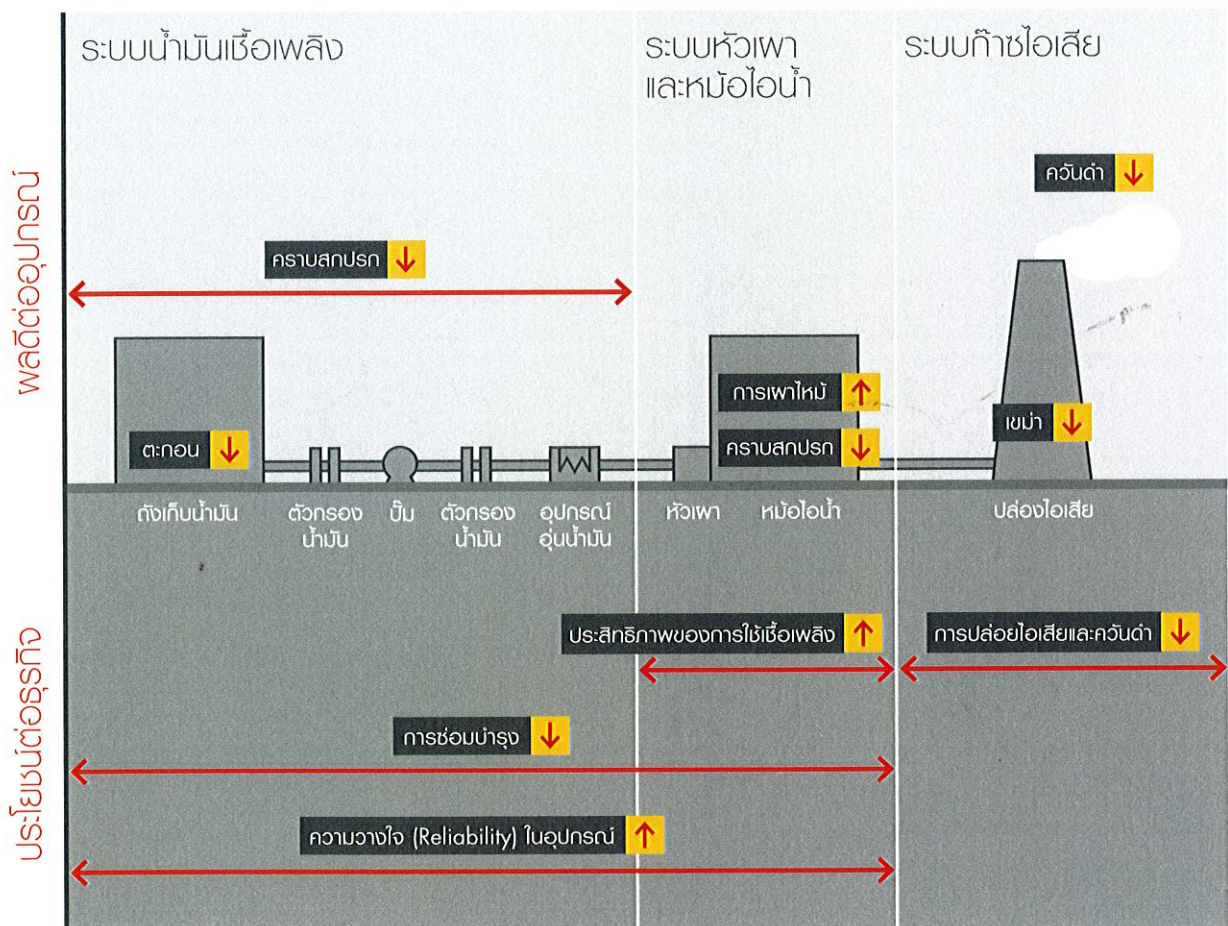 ระบบน้ำมันเชื้อเพลิง
ระบบหัวเผา
และหม้อไอน้ำ
ระบบก๊าซไอเสีย
ผลดีต่ออุปกรณ์
ควันดำ
คราบสกปรก
การเผาไหม้
เขม่า
ตะกอน
คราบสกปรก
ถังเก็บน้ำมัน
ตัวกรอง
น้ำมัน
ปั๊ม
ตัวกรอง
น้ำมัน
อุปกรณ์
อุ่นน้ำมัน
หัวเผา
หม้อไอน้ำ
ปล่องไอเสีย
ประโยชน์ต่อธุรกิจ
ประสิทธิภาพของการใช้เชื้อเพลิง
การปล่อยไอเสียและควันดำ
การซ่อมบำรุง
ความวางใจ (Reliability) ในอุปกรณ์